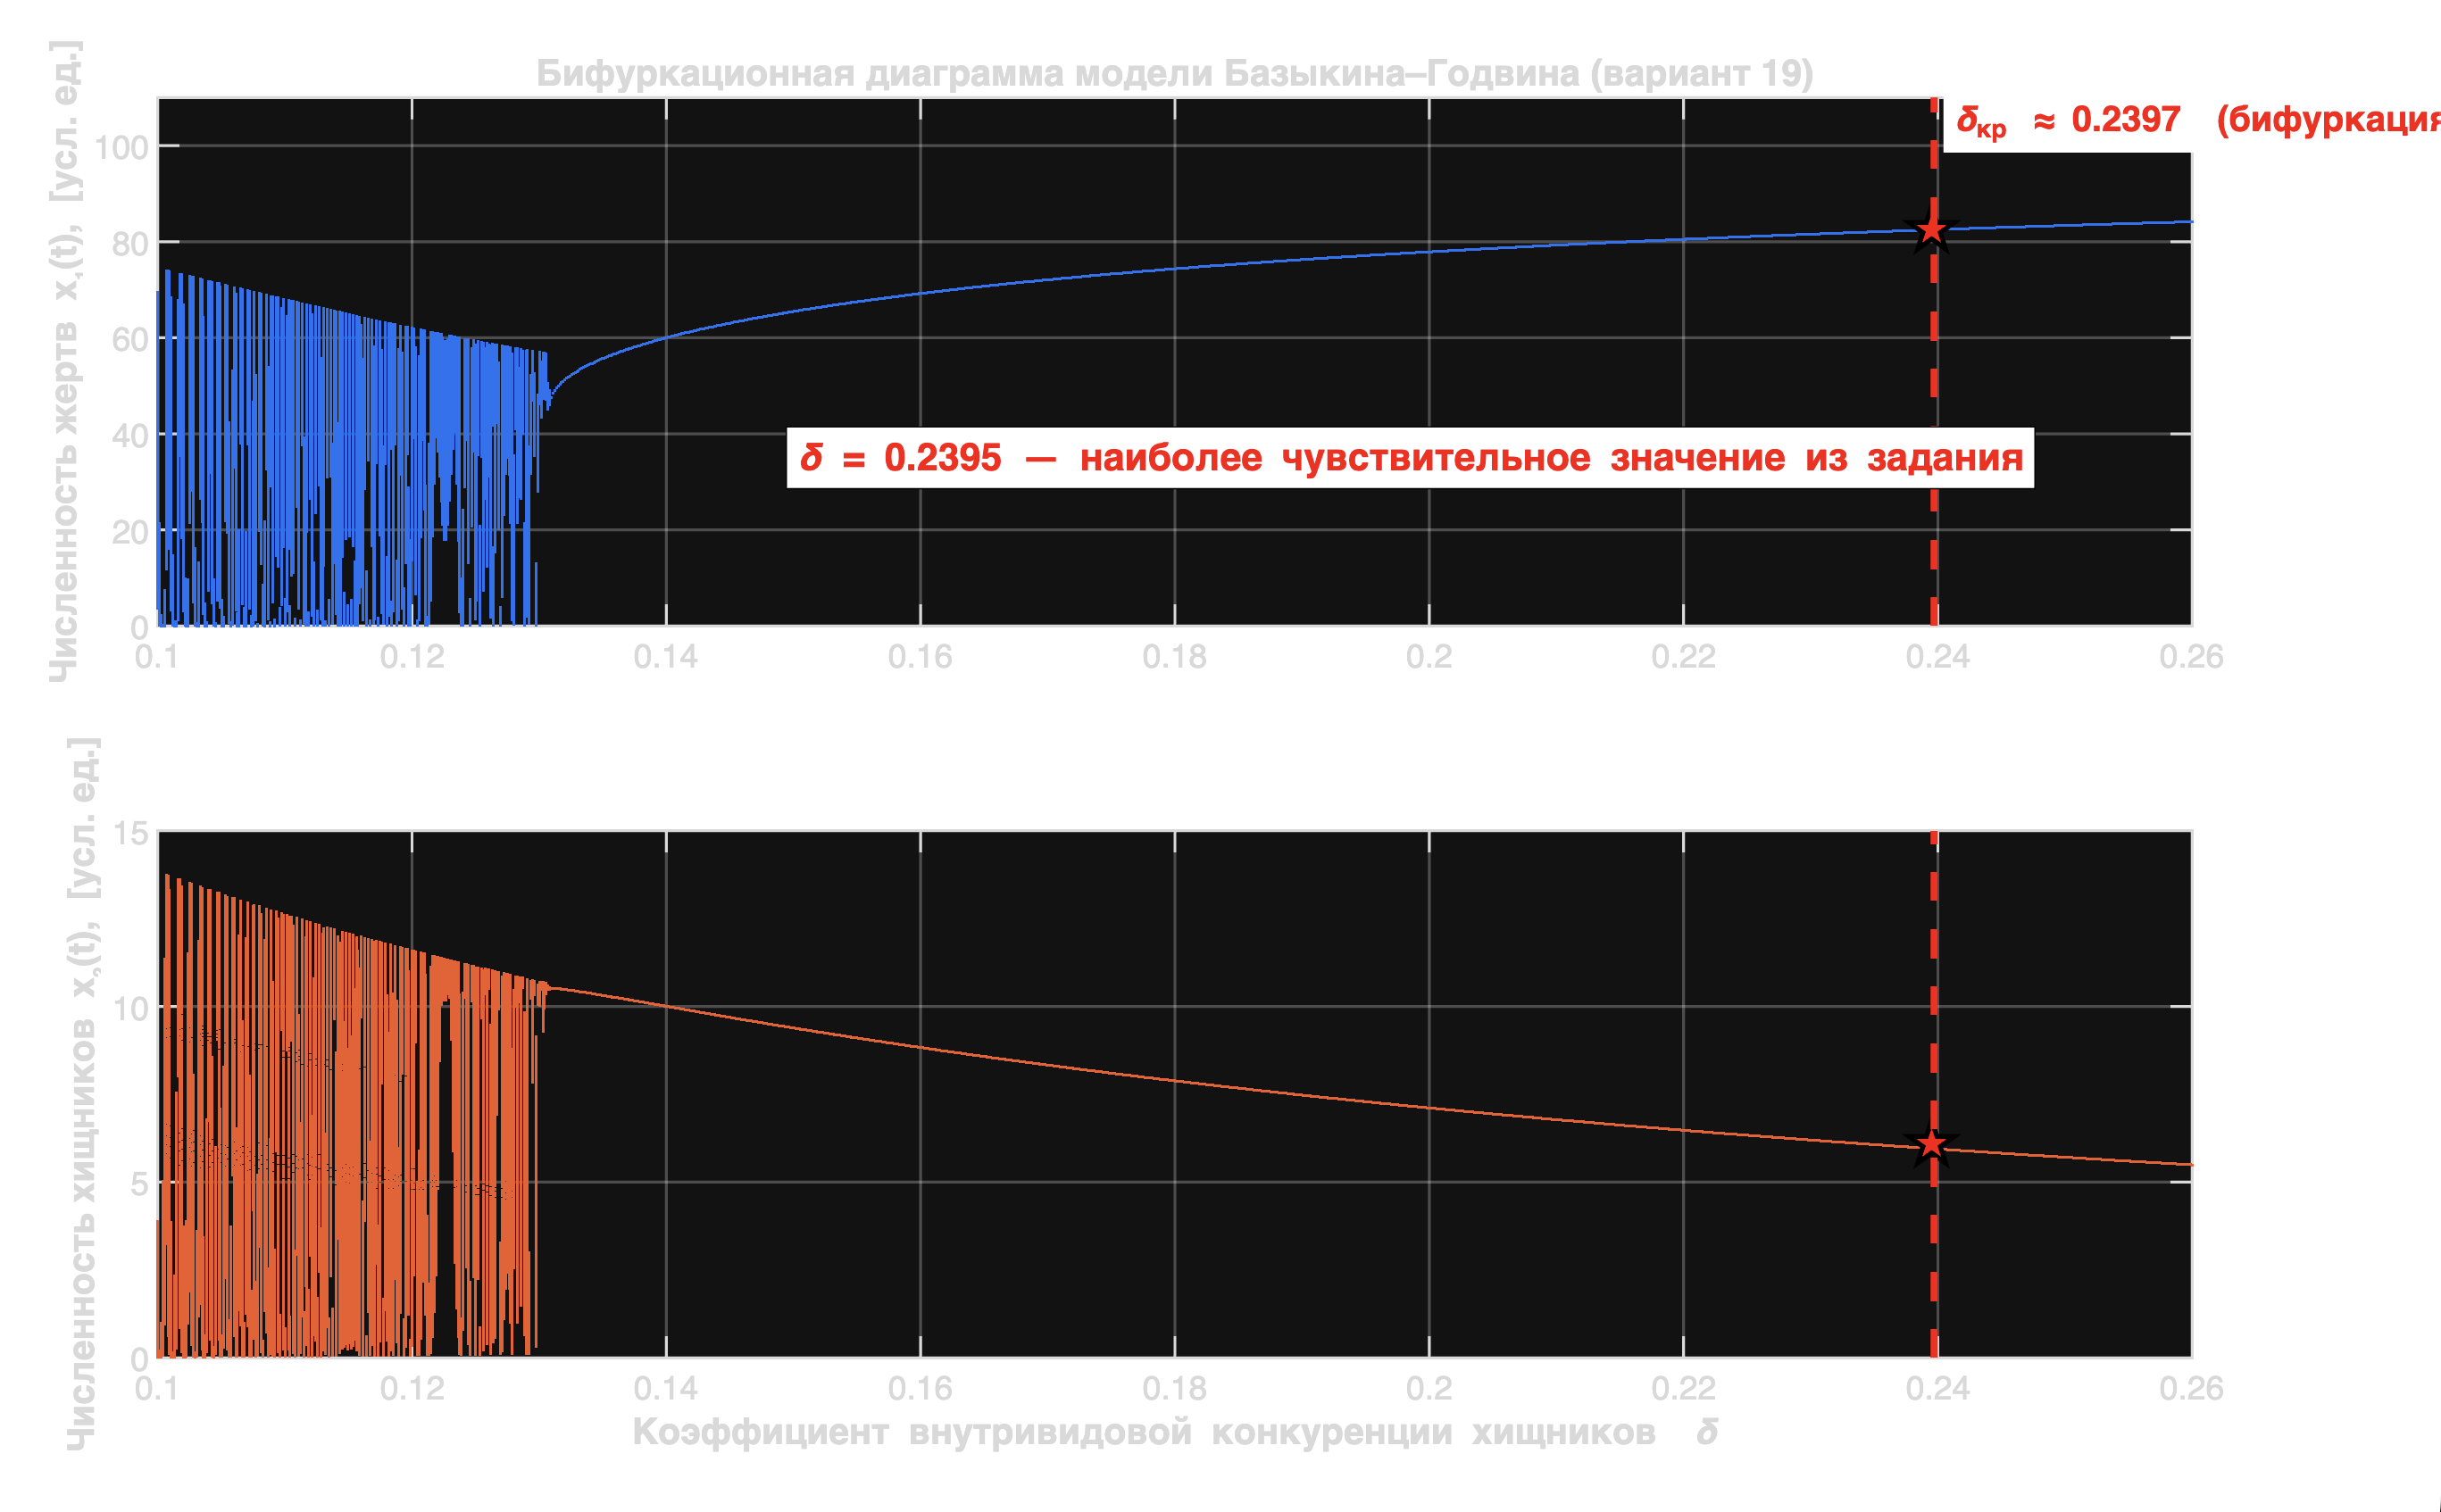 Бифуркационная диаграмма модели Базыкина–Годвина (вариант 19)
Численность жертв x₁(t), [усл. ед.]
100
80
60
40
20
0
δкр ≈ 0.2397 (бифуркация
δ = 0.2395 — наиболее чувствительное значение из задания
0.1 0.12 0.14 0.16 0.18 0.2 0.22 0.24 0.26
Численность хищников x₂(t), [усл. ед.]
15
10
5
0
0.1 0.12 0.14 0.16 0.18 0.2 0.22 0.24 0.26
Коэффициент внутривидовой конкуренции хищников δ